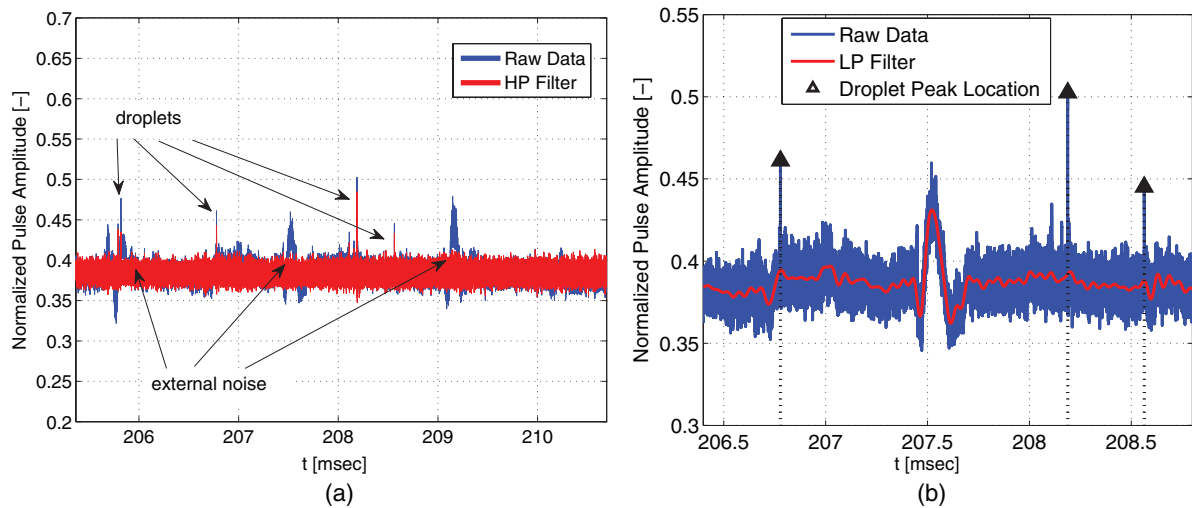 0.7
0.65
0.6
0.55
0.5
0.45
0.4
0.35
0.3
0.25
0.2
Normalized Pulse Amplitude [-]
Raw Data
HP Filter
droplets
external noise
206 207 208 209 210
t [msec]
(a)
0.55
0.5
0.45
0.4
0.35
0.3
Normalized Pulse Amplitude [-]
Raw Data
LP Filter
Droplet Peak Location
206.5 207 207.5 208 208.5
t [msec]
(b)